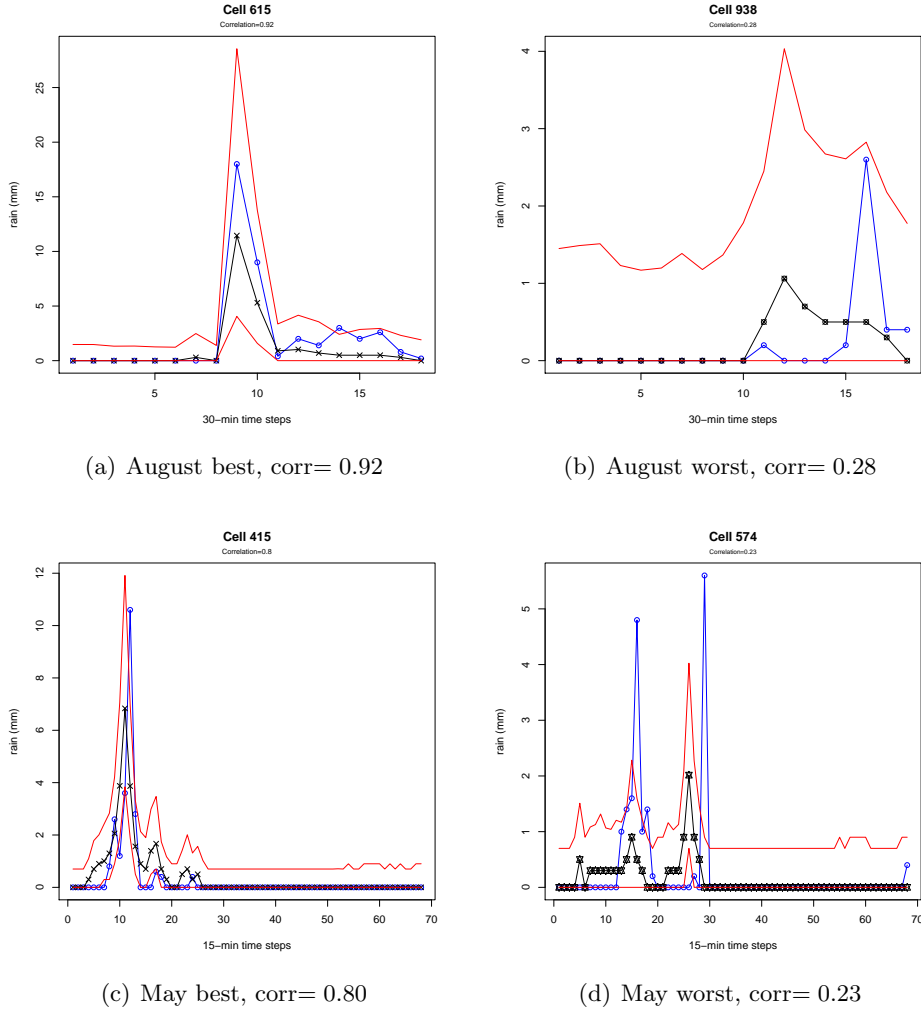 Cell 615
Correlation=0.92
rain (mm)
0
5
10
15
20
25
5
10
15
30−min time steps
(a) August best, corr= 0.92
Cell 938
Correlation=0.28
rain (mm)
0
1
2
3
4
5
10
15
30−min time steps
(b) August worst, corr= 0.28
Cell 415
Correlation=0.8
rain (mm)
0
2
4
6
8
10
12
0
10
20
30
40
50
60
70
15−min time steps
(c) May best, corr= 0.80
Cell 574
Correlation=0.23
rain (mm)
0
1
2
3
4
5
0
10
20
30
40
50
60
70
15−min time steps
(d) May worst, corr= 0.23